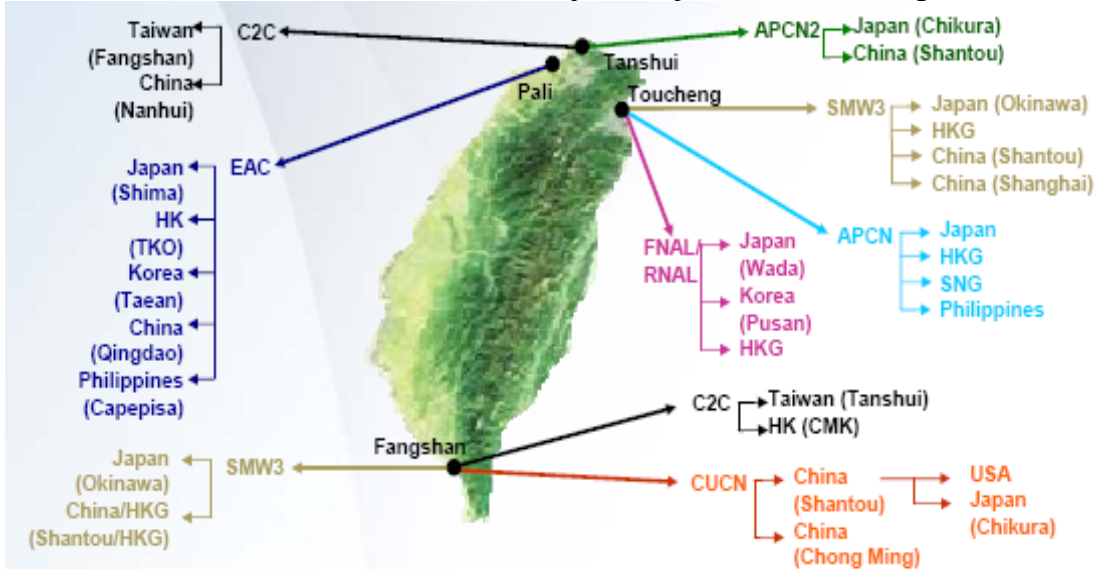 Taiwan
(Fangshan)
China
(Nanhui)
C2C
Tanshui
APCN2
Japan (Chikura)
China (Shantou)
Pali
Toucheng
SMW3
Japan (Okinawa)
HKG
China (Shantou)
China (Shanghai)
EAC
Japan
(Shima)
HK
(TKO)
Korea
(Taean)
China
(Qingdao)
Philippines
(Capepisa)
FNAL/
RNAL
Japan
(Wada)
Korea
(Pusan)
HKG
APCN
Japan
HKG
SNG
Philippines
C2C
Taiwan (Tanshui)
HK (CMK)
Fangshan
SMW3
Japan
(Okinawa)
China/HKG
(Shantou/HKG)
CUCN
China
(Shantou)
China
(Chong Ming)
USA
Japan
(Chikura)